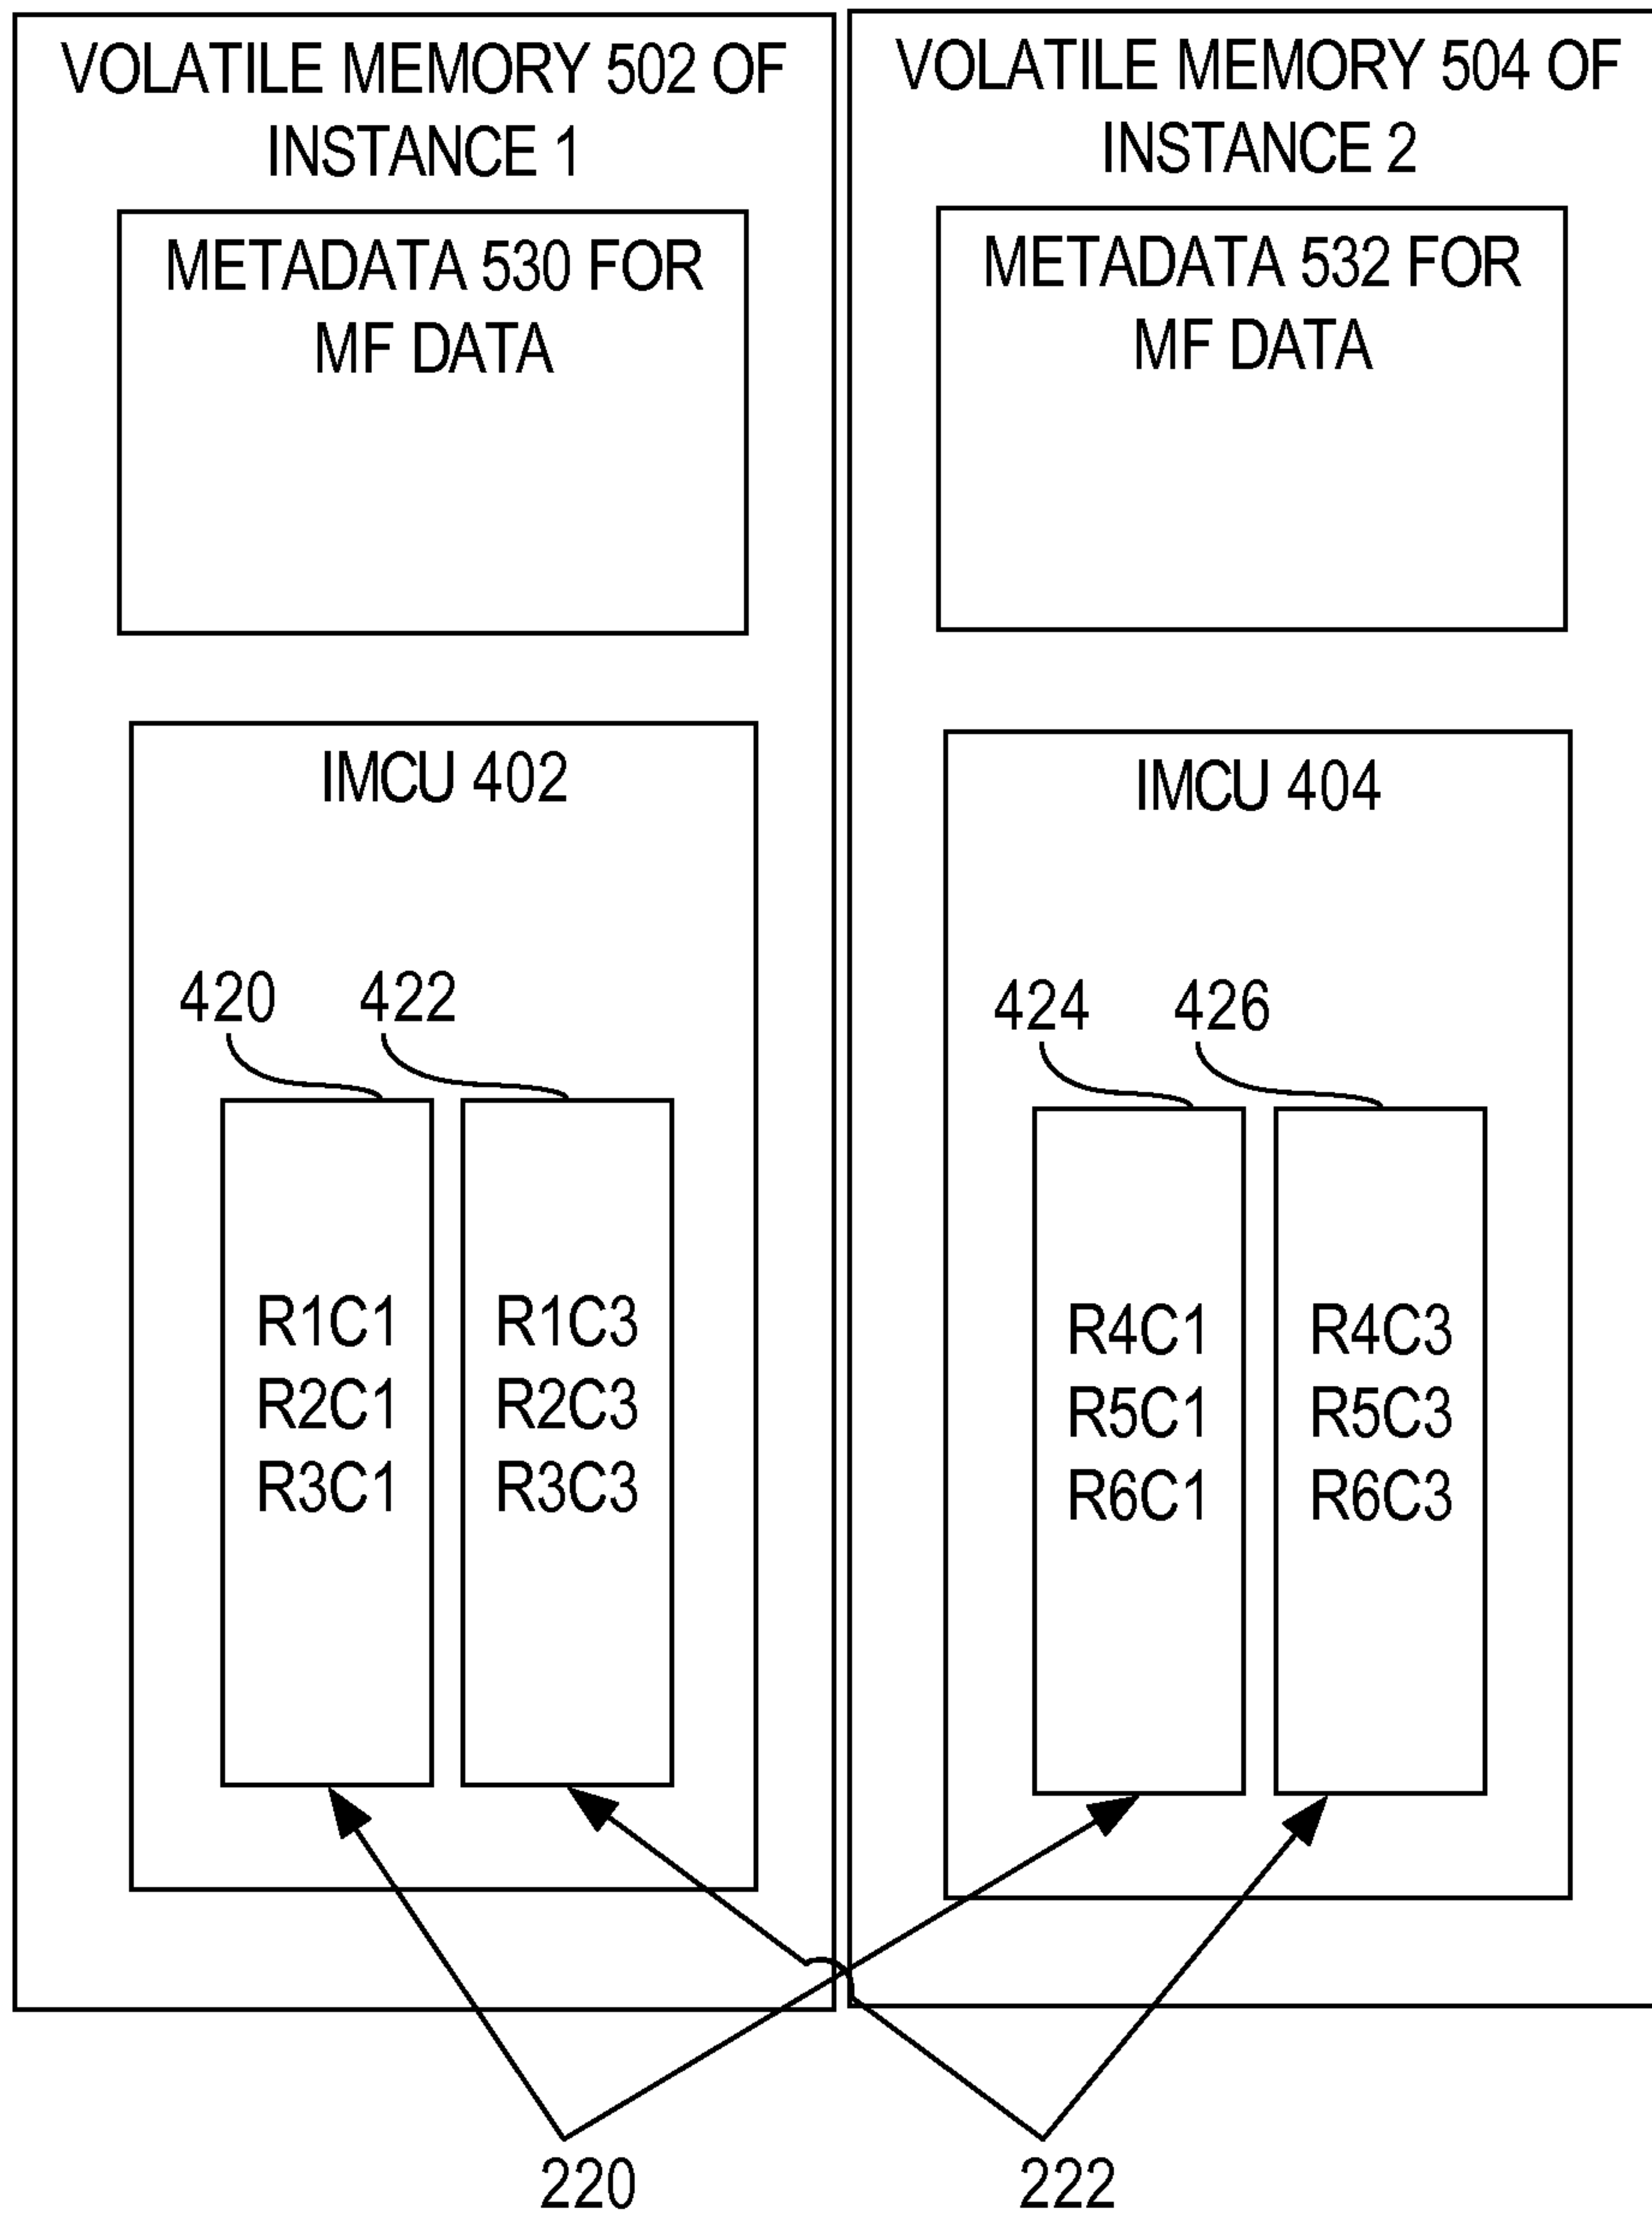 VOLATILE MEMORY 502 OF
INSTANCE 1
METADATA 530 FOR
MF DATA
IMCU 402
420 422
R1C1 R1C3
R2C1 R2C3
R3C1 R3C3
VOLATILE MEMORY 504 OF
INSTANCE 2
METADATA 532 FOR
MF DATA
IMCU 404
424 426
R4C1 R4C3
R5C1 R5C3
R6C1 R6C3
220 222